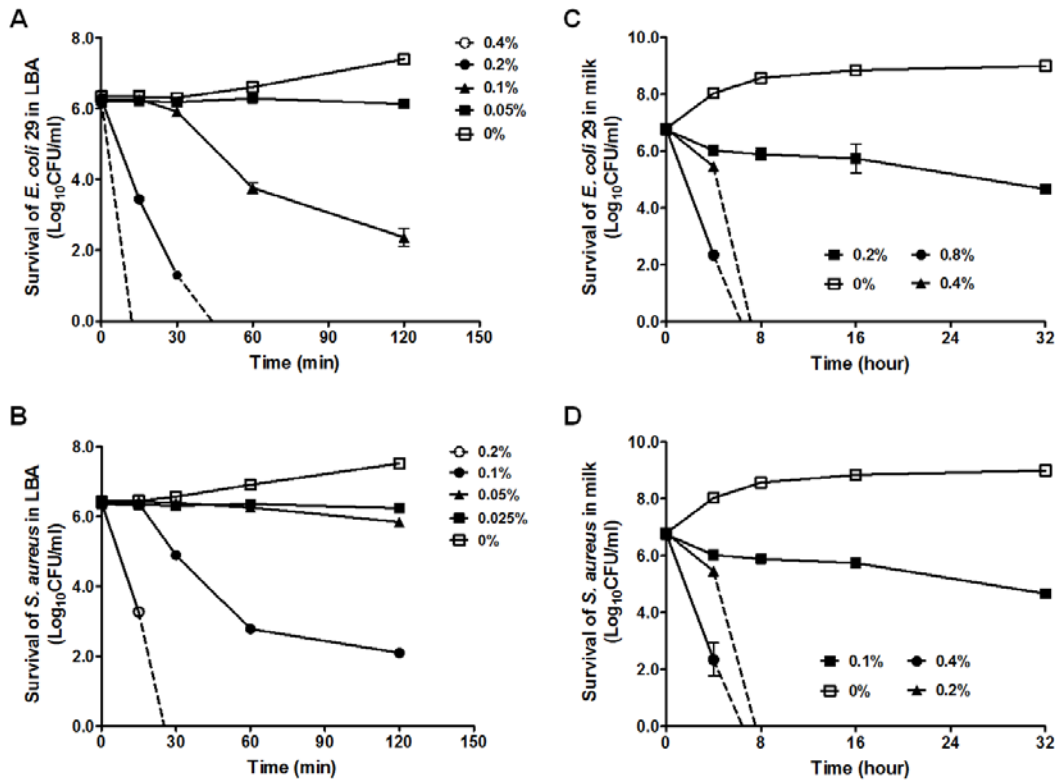 A
Survival of E. coli 29 in LBA
(Log10CFU/ml)
8.0
6.0
4.0
2.0
0.0
0 30 60 90 120 150
Time (min)
0.4%
0.2%
0.1%
0.05%
0%
C
Survival of E. coli 29 in milk
(Log10CFU/ml)
10.0
8.0
6.0
4.0
2.0
0.0
0 8 16 24 32
Time (hour)
0.2% 0.8%
0% 0.4%
B
Survival of S. aureus in LBA
(Log10CFU/ml)
8.0
6.0
4.0
2.0
0.0
0 30 60 90 120 150
Time (min)
0.2%
0.1%
0.05%
0.025%
0%
D
Survival of S. aureus in milk
(Log10CFU/ml)
10.0
8.0
6.0
4.0
2.0
0.0
0 8 16 24 32
Time (hour)
0.1% 0.4%
0% 0.2%